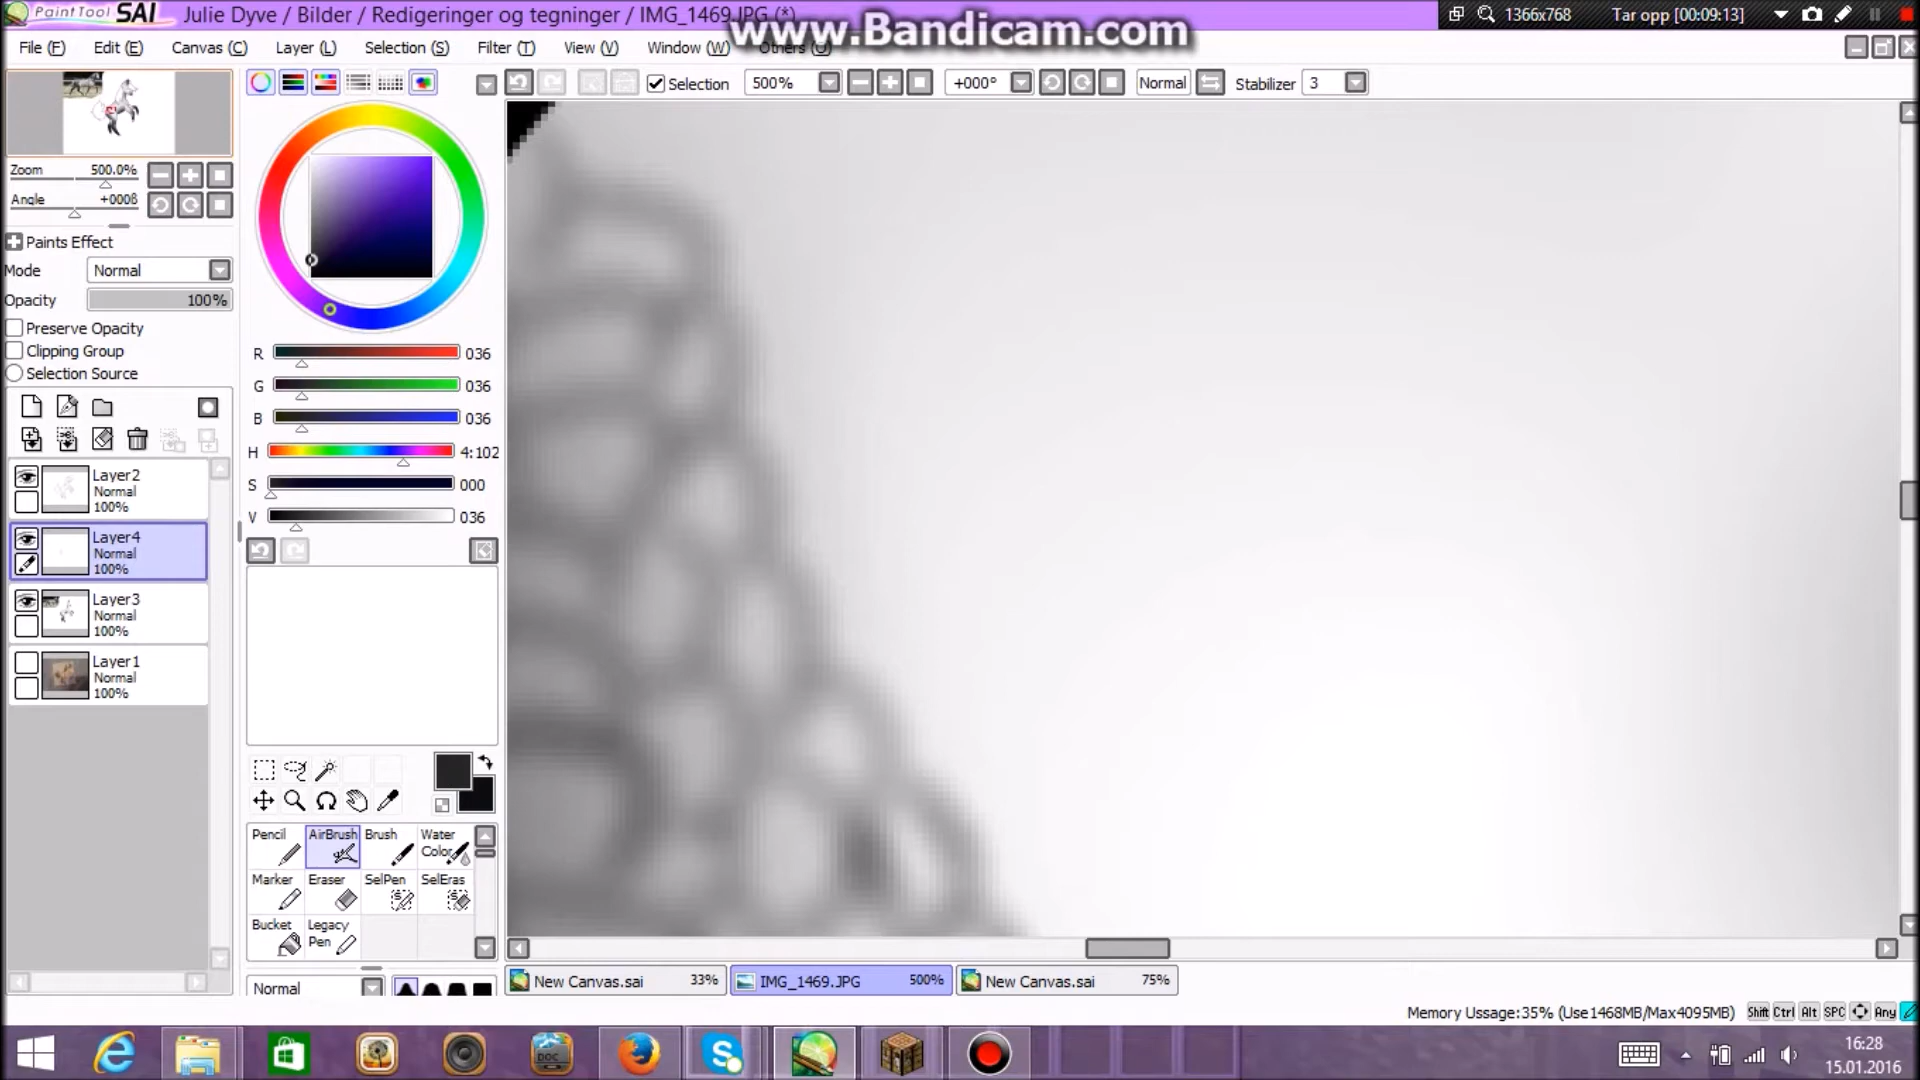 PaintTool SAI Julie Dyve / Bilder / Redigeringer og tegninger / IMG_1469.JPG (*)
www.Bandicam.com
1366x768 Tar opp [00:09:13]
File (F) Edit (E) Canvas (C) Layer (L) Selection (S) Filter (T) View (V) Window (W) Others (O)
Selection 500% +000° Normal Stabilizer 3
Zoom 500.0%
Angle +000ß
Paints Effect
Mode Normal
Opacity 100%
Preserve Opacity
Clipping Group
Selection Source
Layer2
Normal
100%
Layer4
Normal
100%
Layer3
Normal
100%
Layer1
Normal
100%
R 036
G 036
B 036
H 4:102
S 000
V 036
Pencil AirBrush Brush Water Color
Marker Eraser SelPen SelEras
Bucket Legacy Pen
Normal
New Canvas.sai 33% IMG_1469.JPG 500% New Canvas.sai 75%
Memory Ussage:35% (Use1468MB/Max4095MB) Shift Ctrl Alt SPC Any
DOC
16:28
15.01.2016